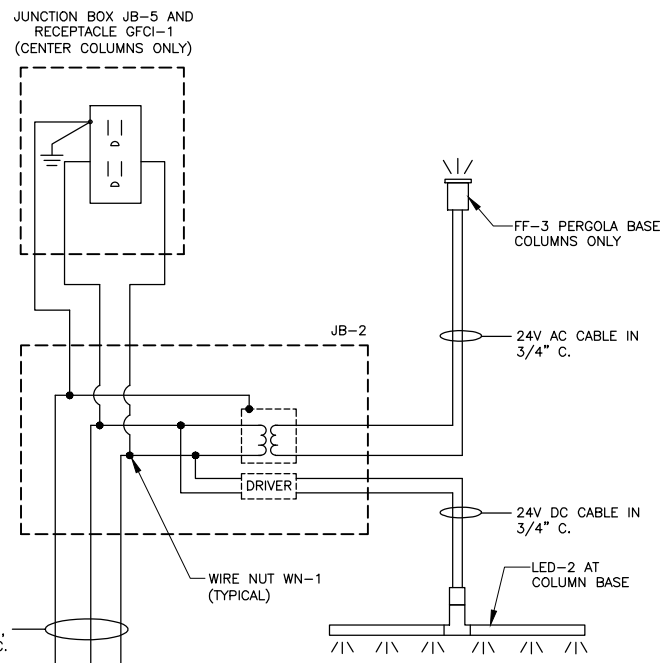 JUNCTION BOX JB-5 AND
RECEPTACLE GFCI-1
(CENTER COLUMNS ONLY)
FF-3 PERGOLA BASE
COLUMNS ONLY
JB-2
24V AC CABLE IN
3/4" C.
DRIVER
24V DC CABLE IN
3/4" C.
LED-2 AT
COLUMN BASE
WIRE NUT WN-1
(TYPICAL)
C.